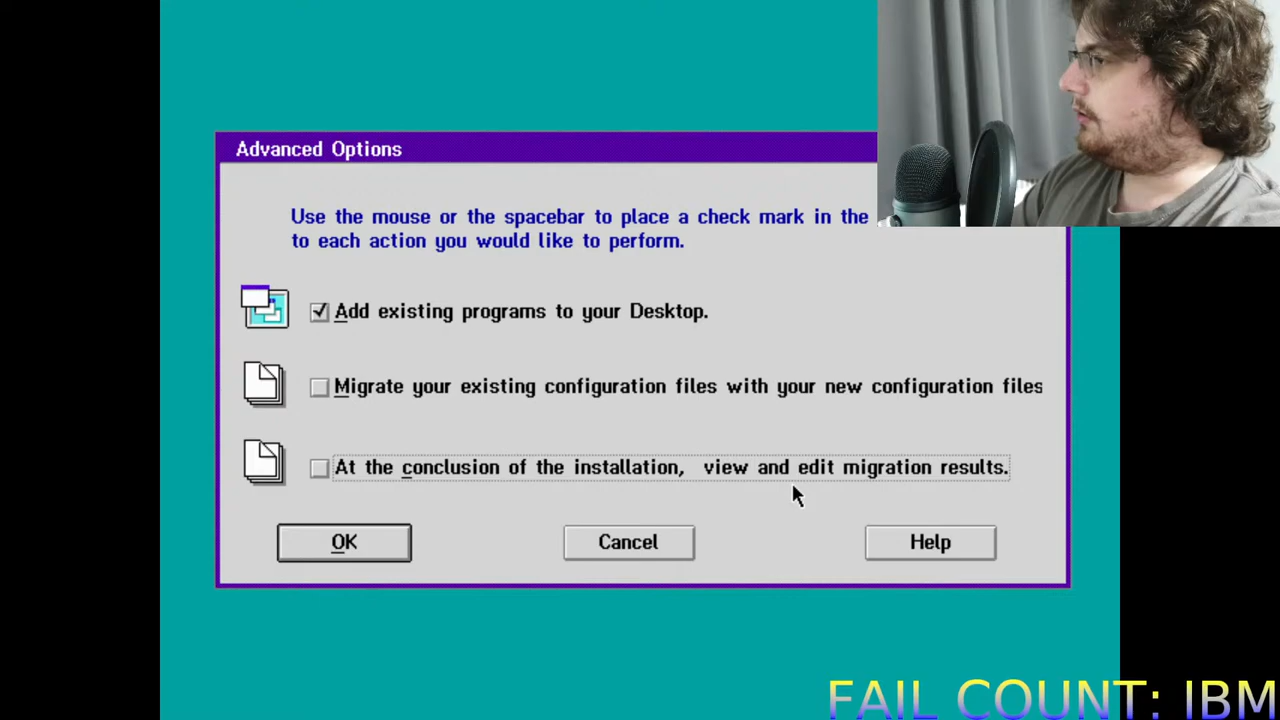 Advanced Options
Use the mouse or the spacebar to place a check mark in the
to each action you would like to perform.
Add existing programs to your Desktop.
Migrate your existing configuration files with your new configuration files
At the conclusion of the installation, view and edit migration results.
OK Cancel Help
FAIL COUNT: IBM